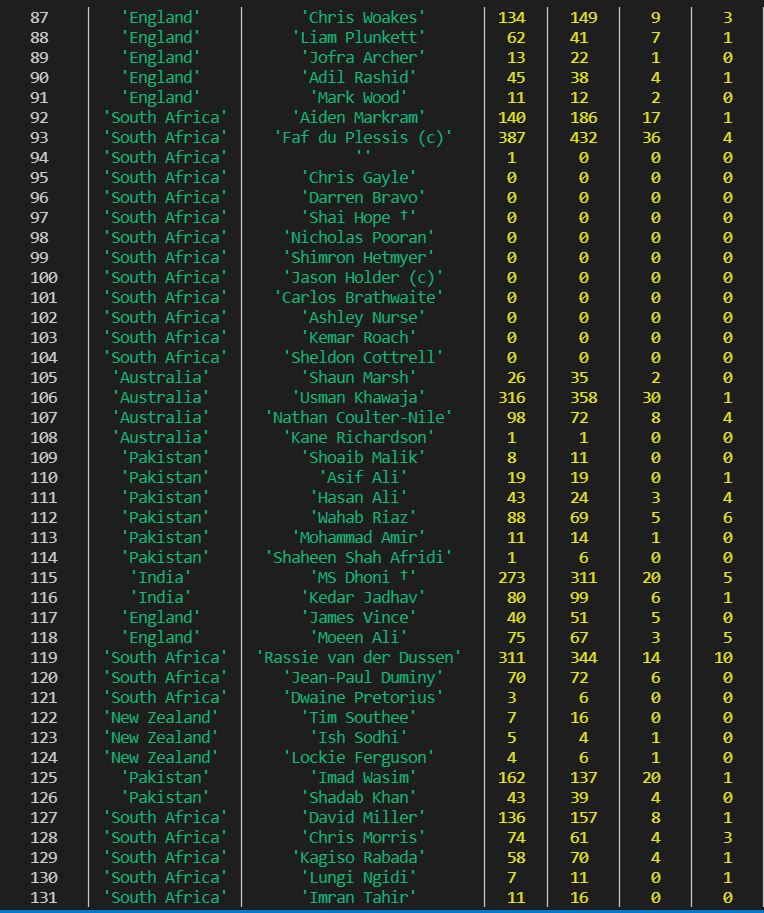 87 'England' 'Chris Woakes' 134 149 9 3
88 'England' 'Liam Plunkett' 62 41 7 1
89 'England' 'Jofra Archer' 13 22 1 0
90 'England' 'Adil Rashid' 45 38 4 1
91 'England' 'Mark Wood' 11 12 2 0
92 'South Africa' 'Aiden Markram' 140 186 17 1
93 'South Africa' 'Faf du Plessis (c)' 387 432 36 4
94 'South Africa' '' 1 0 0 0
95 'South Africa' 'Chris Gayle' 0 0 0 0
96 'South Africa' 'Darren Bravo' 0 0 0 0
97 'South Africa' 'Shai Hope †' 0 0 0 0
98 'South Africa' 'Nicholas Pooran' 0 0 0 0
99 'South Africa' 'Shimron Hetmyer' 0 0 0 0
100 'South Africa' 'Jason Holder (c)' 0 0 0 0
101 'South Africa' 'Carlos Brathwaite' 0 0 0 0
102 'South Africa' 'Ashley Nurse' 0 0 0 0
103 'South Africa' 'Kemar Roach' 0 0 0 0
104 'South Africa' 'Sheldon Cottrell' 0 0 0 0
105 'Australia' 'Shaun Marsh' 26 35 2 0
106 'Australia' 'Usman Khawaja' 316 358 30 1
107 'Australia' 'Nathan Coulter-Nile' 98 72 8 4
108 'Australia' 'Kane Richardson' 1 1 0 0
109 'Pakistan' 'Shoaib Malik' 8 11 0 0
110 'Pakistan' 'Asif Ali' 19 19 0 1
111 'Pakistan' 'Hasan Ali' 43 24 3 4
112 'Pakistan' 'Wahab Riaz' 88 69 5 6
113 'Pakistan' 'Mohammad Amir' 11 14 1 0
114 'Pakistan' 'Shaheen Shah Afridi' 1 6 0 0
115 'India' 'MS Dhoni †' 273 311 20 5
116 'India' 'Kedar Jadhav' 80 99 6 1
117 'England' 'James Vince' 40 51 5 0
118 'England' 'Moeen Ali' 75 67 3 5
119 'South Africa' 'Rassie van der Dussen' 311 344 14 10
120 'South Africa' 'Jean-Paul Duminy' 70 72 6 0
121 'South Africa' 'Dwaine Pretorius' 3 6 0 0
122 'New Zealand' 'Tim Southee' 7 16 0 0
123 'New Zealand' 'Ish Sodhi' 5 4 1 0
124 'New Zealand' 'Lockie Ferguson' 4 6 1 0
125 'Pakistan' 'Imad Wasim' 162 137 20 1
126 'Pakistan' 'Shadab Khan' 43 39 4 0
127 'South Africa' 'David Miller' 136 157 8 1
128 'South Africa' 'Chris Morris' 74 61 4 3
129 'South Africa' 'Kagiso Rabada' 58 70 4 1
130 'South Africa' 'Lungi Ngidi' 7 11 0 1
131 'South Africa' 'Imran Tahir' 11 16 0 0